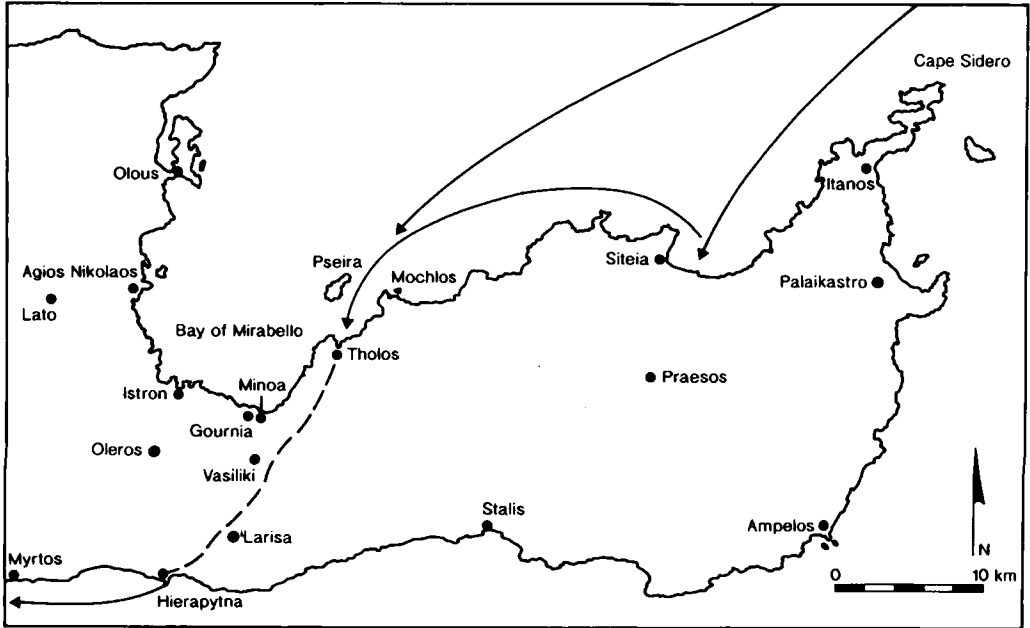 Cape Sidero
Olous
Itanos
Siteia
Pseira
Agios Nikolaos
Mochlos
Palaikastro
Lato
Bay of Mirabello
Tholos
Praesos
Minoa
Istron
Gournia
Oleros
Vasiliki
Stalis
Ampelos
Larisa
N
Myrtos
0 10 km
Hierapytna